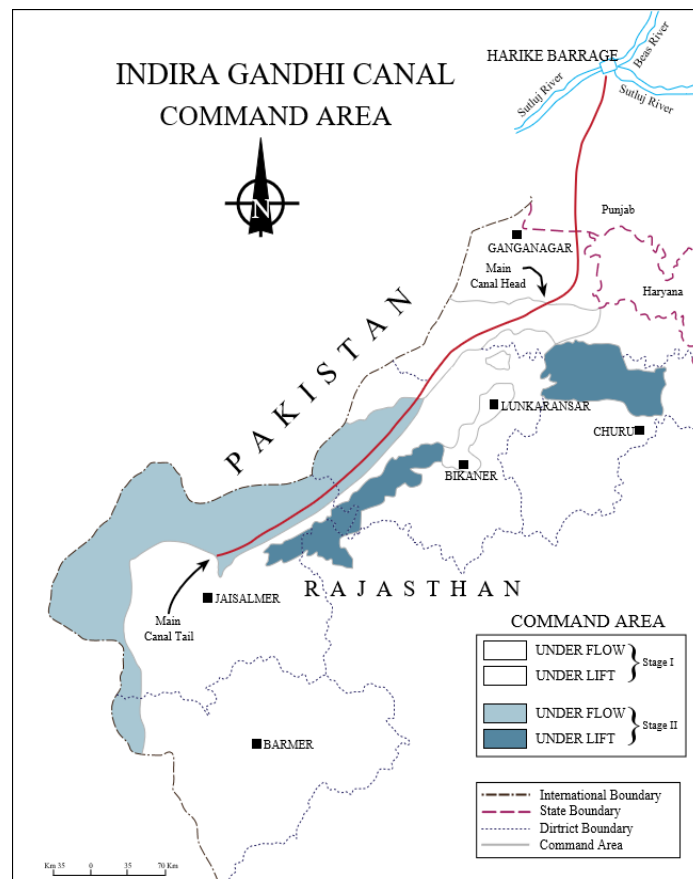 HARIKE BARRAGE
Beas River
Sutluj River
Sutluj River
INDIRA GANDHI CANAL
COMMAND AREA
N
Punjab
GANGANAGAR
Main
Canal Head
Haryana
PAKISTAN
LUNKARANSAR
CHURU
BIKANER
RAJASTHAN
JAISALMER
Main
Canal Tail
BARMER
COMMAND AREA
UNDER FLOW
UNDER LIFT
Stage I
UNDER FLOW
UNDER LIFT
Stage II
International Boundary
State Boundary
Dirtrict Boundary
Command Area
Km 35 0 35 70 Km